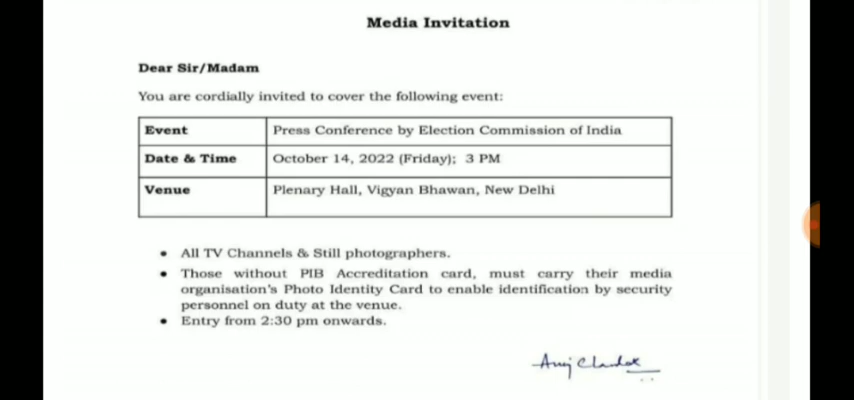 Media Invitation
Dear Sir/Madam
You are cordially invited to cover the following event:
Event Press Conference by Election Commission of India
Date & Time October 14, 2022 (Friday); 3 PM
Venue Plenary Hall, Vigyan Bhawan, New Delhi
• All TV Channels & Still photographers.
• Those without PIB Accreditation card, must carry their media
organisation's Photo Identity Card to enable identification by security
personnel on duty at the venue.
• Entry from 2:30 pm onwards.